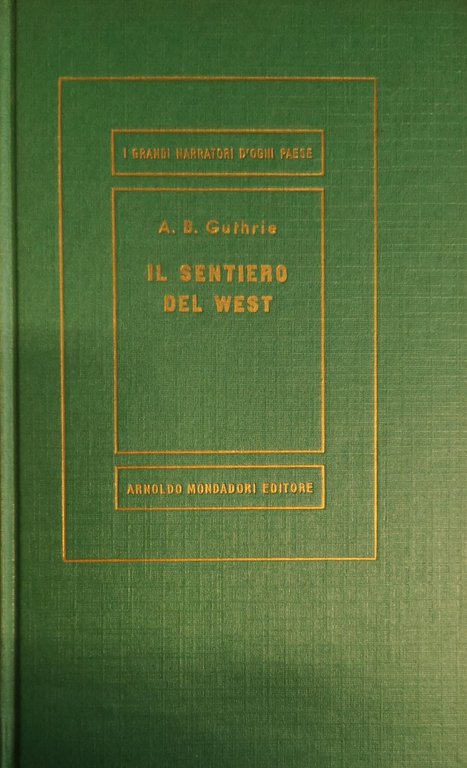 I GRANDI NARRATORI D'OGNI PAESE
A. B. Guthrie
IL SENTIERO
DEL WEST
ARNOLDO MONDADORI EDITORE